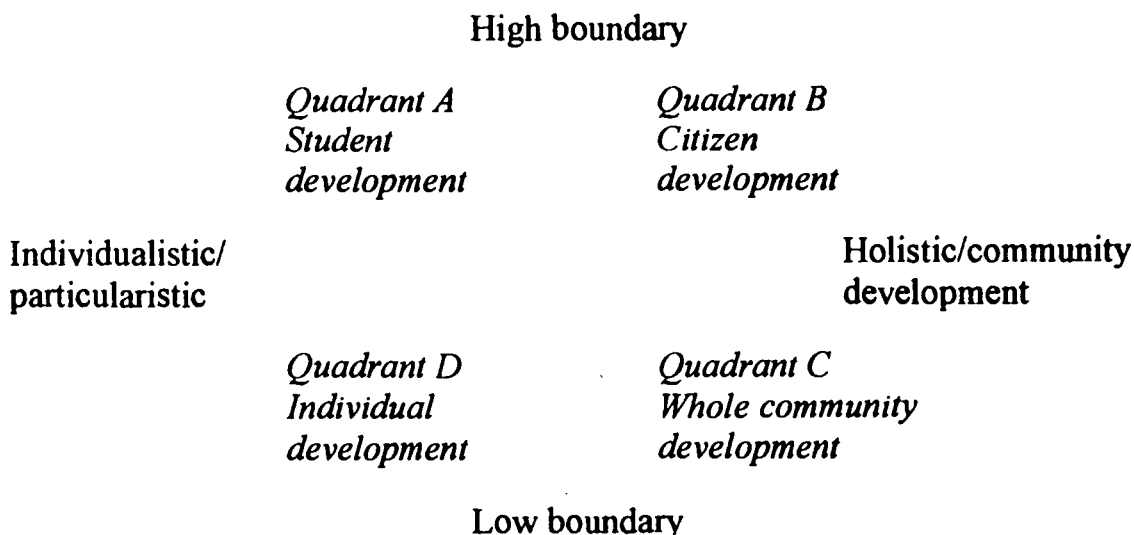 High boundary
Quadrant A
Student
development
Quadrant B
Citizen
development
Individualistic/
particularistic
Holistic/community
development
Quadrant D
Individual
development
Quadrant C
Whole community
development
Low boundary